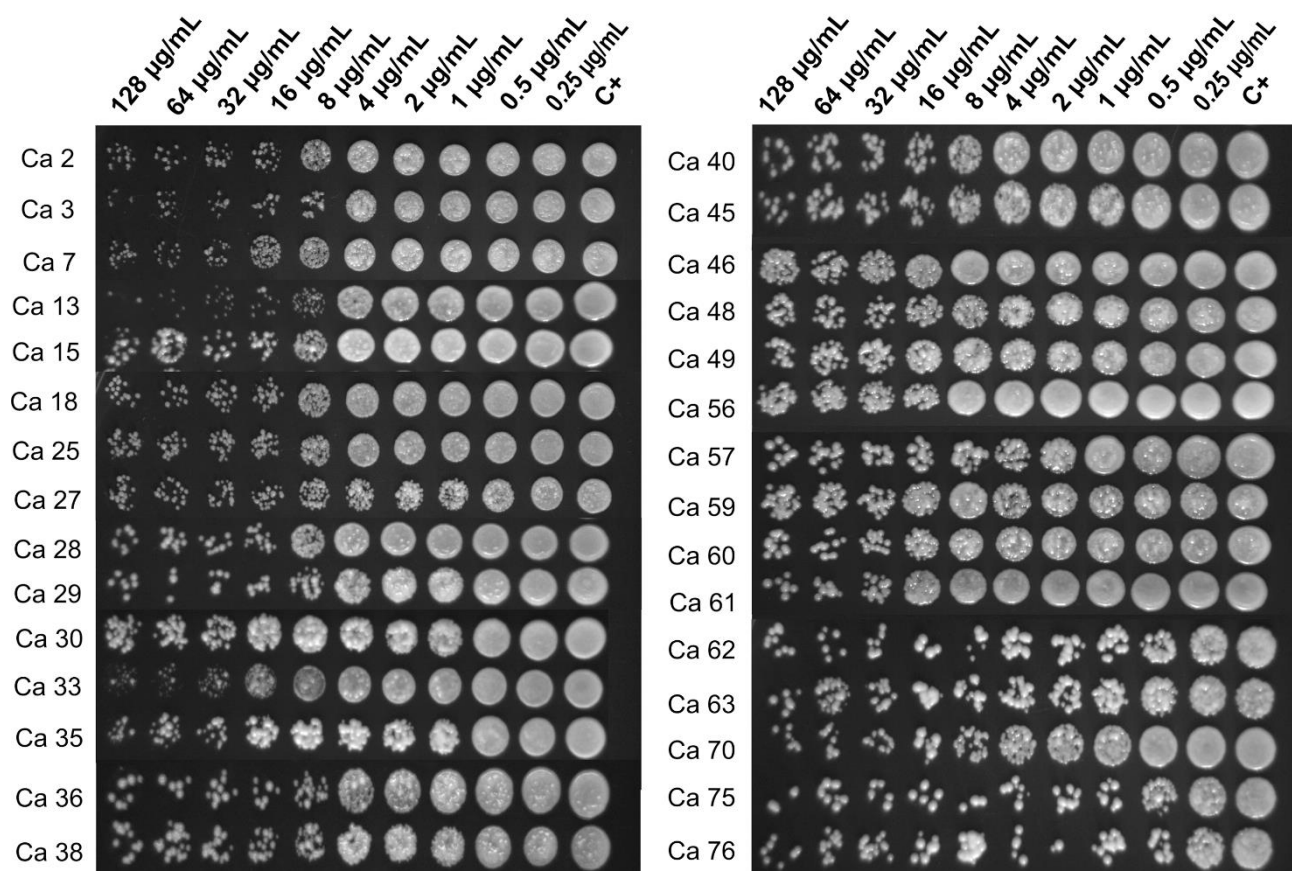 128 µg/mL
64 µg/mL
32 µg/mL
16 µg/mL
8 µg/mL
4 µg/mL
2 µg/mL
1 µg/mL
0.5 µg/mL
0.25 µg/mL
C+
Ca 2
Ca 3
Ca 7
Ca 13
Ca 15
Ca 18
Ca 25
Ca 27
Ca 28
Ca 29
Ca 30
Ca 33
Ca 35
Ca 36
Ca 38
128 µg/mL
64 µg/mL
32 µg/mL
16 µg/mL
8 µg/mL
4 µg/mL
2 µg/mL
1 µg/mL
0.5 µg/mL
0.25 µg/mL
C+
Ca 40
Ca 45
Ca 46
Ca 48
Ca 49
Ca 56
Ca 57
Ca 59
Ca 60
Ca 61
Ca 62
Ca 63
Ca 70
Ca 75
Ca 76